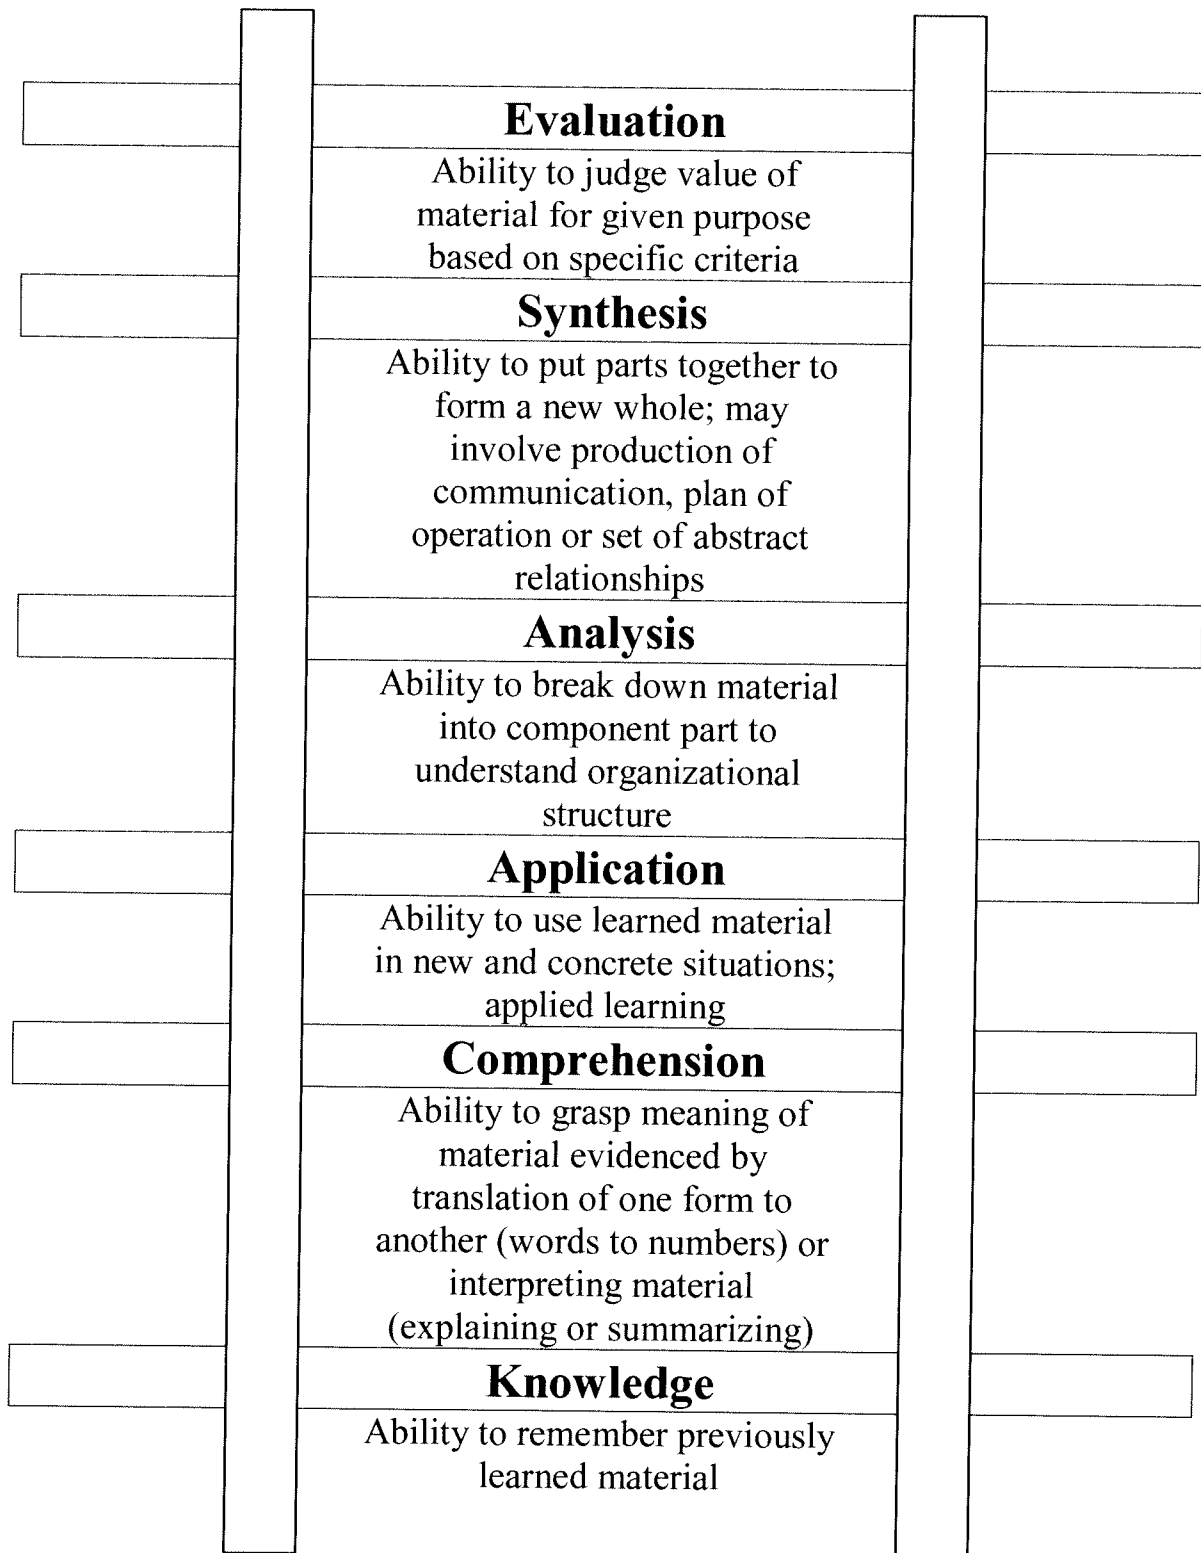 Evaluation
Ability to judge value of
material for given purpose
based on specific criteria
Synthesis
Ability to put parts together to
form a new whole; may
involve production of
communication, plan of
operation or set of abstract
relationships
Analysis
Ability to break down material
into component part to
understand organizational
structure
Application
Ability to use learned material
in new and concrete situations;
applied learning
Comprehension
Ability to grasp meaning of
material evidenced by
translation of one form to
another (words to numbers) or
interpreting material
(explaining or summarizing)
Knowledge
Ability to remember previously
learned material